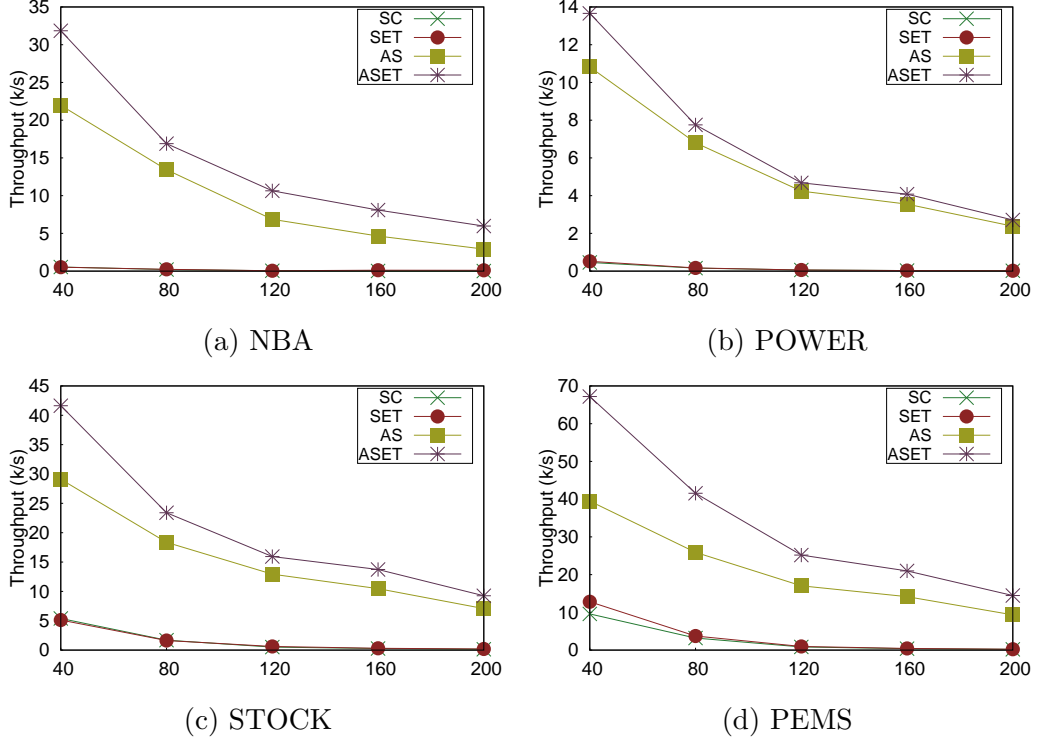 35
30
25
20
15
10
5
0
Throughput (k/s)
SC
SET
AS
ASET
40 80 120 160 200
(a) NBA
14
12
10
8
6
4
2
0
Throughput (k/s)
SC
SET
AS
ASET
40 80 120 160 200
(b) POWER
45
40
35
30
25
20
15
10
5
0
Throughput (k/s)
SC
SET
AS
ASET
40 80 120 160 200
(c) STOCK
70
60
50
40
30
20
10
0
Throughput (k/s)
SC
SET
AS
ASET
40 80 120 160 200
(d) PEMS